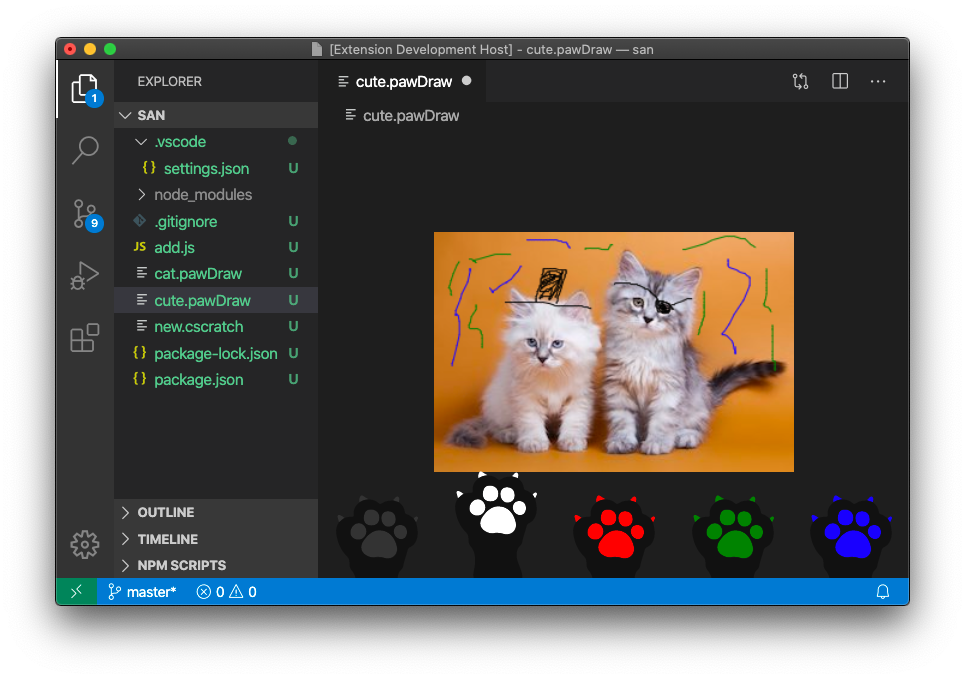 [Extension Development Host] - cute.pawDraw — san
EXPLORER
cute.pawDraw
1
SAN
cute.pawDraw
.vscode
{} settings.json U
node_modules
.gitignore U
9
JS add.js U
cat.pawDraw U
cute.pawDraw U
new.cscratch U
{} package-lock.json U
{} package.json U
OUTLINE
TIMELINE
NPM SCRIPTS
master* 0 0